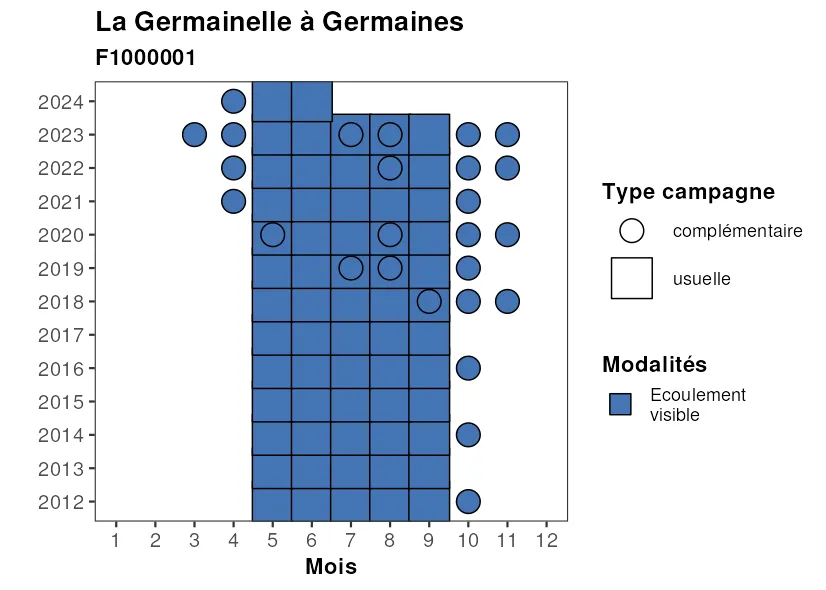 La Germainelle à Germaines
F1000001
2024
2023
2022
2021
2020
2019
2018
2017
2016
2015
2014
2013
2012
1 2 3 4 5 6 7 8 9 10 11 12
Mois
Type campagne
complémentaire
usuelle
Modalités
Ecoulement
visible